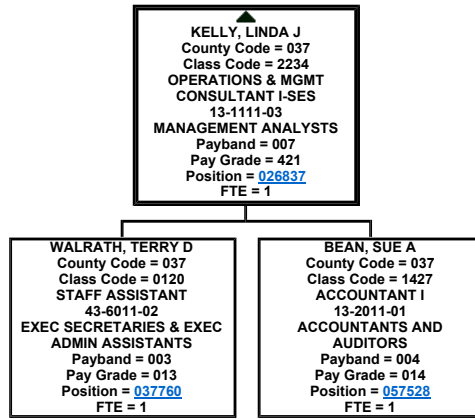 KELLY, LINDA J
County Code = 037
Class Code = 2234
OPERATIONS & MGMT
CONSULTANT I-SES
13-1111-03
MANAGEMENT ANALYSTS
Payband = 007
Pay Grade = 421
Position = 026837
FTE = 1
WALRATH, TERRY D
County Code = 037
Class Code = 0120
STAFF ASSISTANT
43-6011-02
EXEC SECRETARIES & EXEC
ADMIN ASSISTANTS
Payband = 003
Pay Grade = 013
Position = 037760
FTE = 1
BEAN, SUE A
County Code = 037
Class Code = 1427
ACCOUNTANT I
13-2011-01
ACCOUNTANTS AND
AUDITORS
Payband = 004
Pay Grade = 014
Position = 057528
FTE = 1